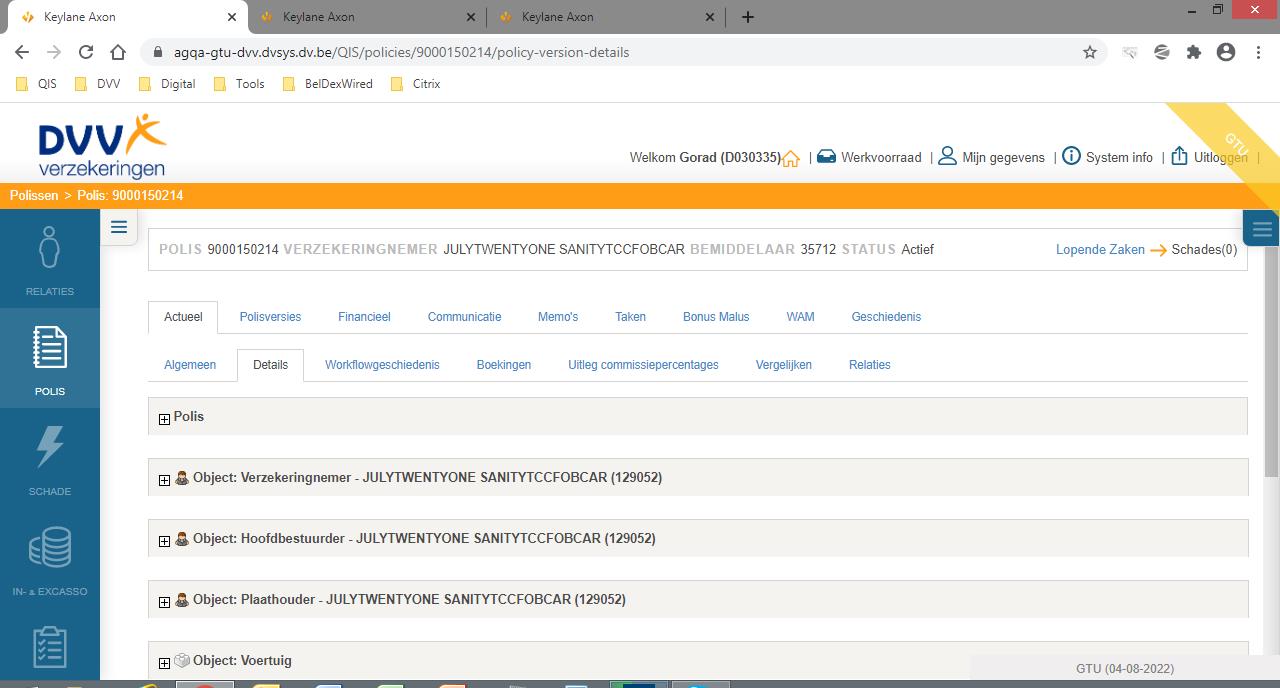 Keylane Axon
Keylane Axon
Keylane Axon
agqa-gtu-dvv.dvsys.dv.be/QIS/policies/9000150214/policy-version-details
QIS DVV Digital Tools BelDexWired Citrix
DVV
verzekeringen
Welkom Gorad (D030335) | Werkvoorraad | Mijn gegevens | System info | Uitloggen |
GTU
Polissen > Polis: 9000150214
RELATIES
POLIS
SCHADE
IN- & EXCASSO
POLIS 9000150214 VERZEKERINGNEMER JULYTWENTYONE SANITYTCCFOBCAR BEMIDDELAAR 35712 STATUS Actief Lopende Zaken Schades(0)
Actueel Polisversies Financieel Communicatie Memo's Taken Bonus Malus WAM Geschiedenis
Algemeen Details Workflowgeschiedenis Boekingen Uitleg commissiepercentages Vergelijken Relaties
Polis
Object: Verzekeringnemer - JULYTWENTYONE SANITYTCCFOBCAR (129052)
Object: Hoofdbestuurder - JULYTWENTYONE SANITYTCCFOBCAR (129052)
Object: Plaathouder - JULYTWENTYONE SANITYTCCFOBCAR (129052)
Object: Voertuig
GTU (04-08-2022)